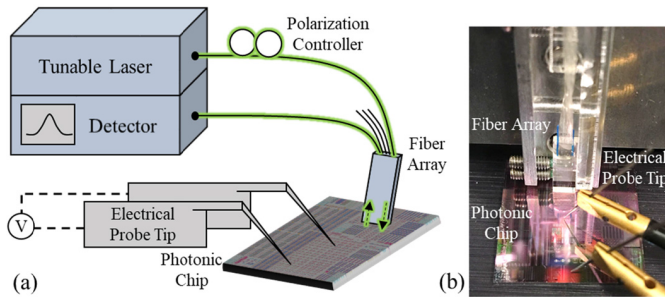 Polarization
Controller
Tunable Laser
Detector
Fiber
Array
V
Electrical
Probe Tip
Photonic
Chip
(a)
Fiber Array
Electrical
Probe Tip
Photonic
Chip
(b)